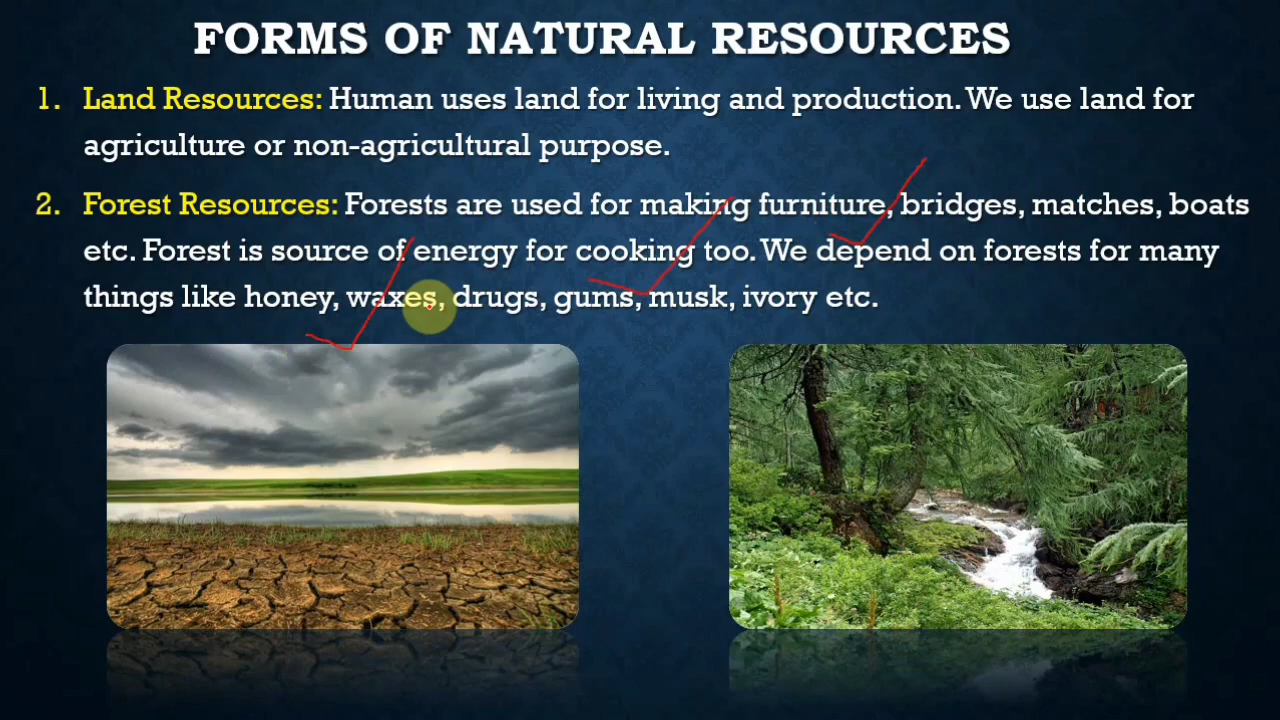 FORMS OF NATURAL RESOURCES
1. Land Resources: Human uses land for living and production. We use land for
agriculture or non-agricultural purpose.
2. Forest Resources: Forests are used for making furniture, bridges, matches, boats
etc. Forest is source of energy for cooking too. We depend on forests for many
things like honey, waxes, drugs, gums, musk, ivory etc.